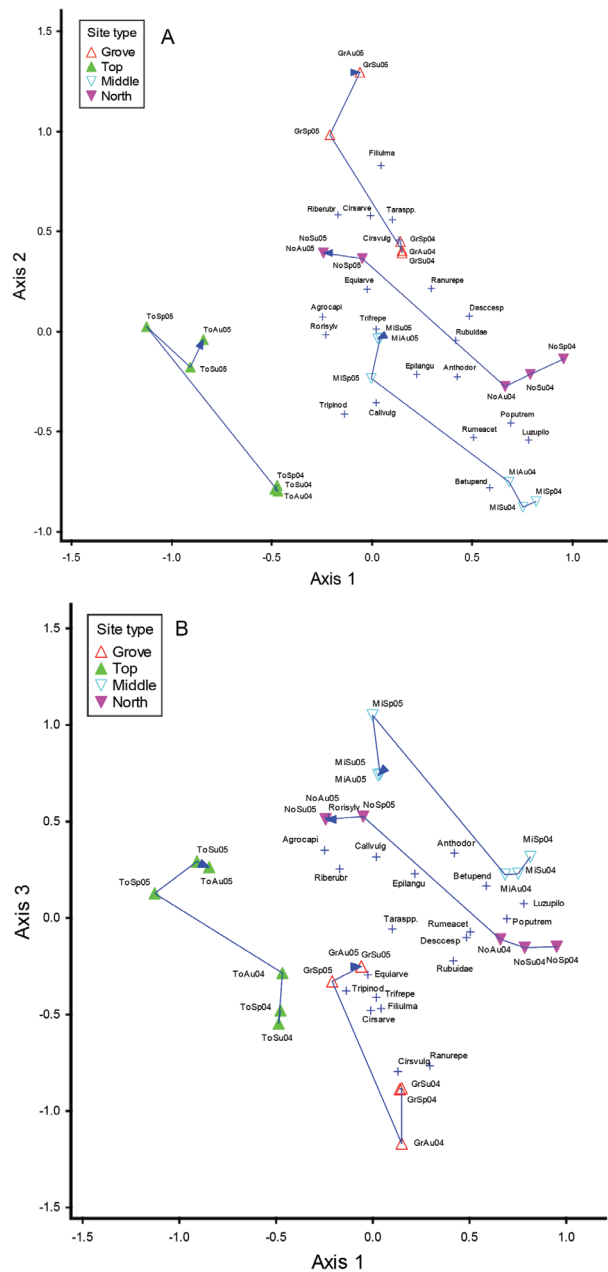 A
Site type
Grove
Top
Middle
North
1.5
1.0
0.5
0.0
-0.5
-1.0
Axis 2
GrAu05
GrSu05
GrSp05
Filiulma
Riberubr
Cirsarve
Taraspp.
NoSu05
Cirsvulg
GrSp04
NoAu05
GrAu04
GrSu04
NoSp05
Equiarve
Ranurepe
ToSp05
ToAu05
Agrocapi
Desccesp
Rorisylv
Trifrepe
MiSu05
MiAu05
Rubuidae
NoSp04
ToSu05
MiSp05
Epilangu
Anthodor
NoSu04
NoAu04
Tripinod
Callvulg
Poputrem
Rumeacet
Luzupilo
ToSp04
ToSu04
ToAu04
MiAu04
Betupend
MiSp04
MiSu04
-1.5
-1.0
-0.5
0.0
0.5
1.0
Axis 1
B
Site type
Grove
Top
Middle
North
1.5
1.0
0.5
0.0
-0.5
-1.0
-1.5
Axis 3
MiSp05
MiSu05
MiAu05
NoAu05
NoSu05
Rorisylv
NoSp05
Agrocapi
Callvulg
Anthodor
MiSp04
MiSu04
ToSu05
Riberubr
Epilangu
Betupend
MiAu04
ToSp05
ToAu05
Luzupilo
Taraspp.
Rumeacet
Poputrem
Desccesp
NoAu04
NoSu04
NoSp04
ToAu04
GrAu05
GrSu05
GrSp05
Equiarve
Rubuidae
Tripinod
Trifrepe
Filiulma
Cirsarve
ToSp04
ToSu04
Cirsvulg
Ranurepe
GrSu04
GrSp04
GrAu04
-1.5
-1.0
-0.5
0.0
0.5
1.0
Axis 1